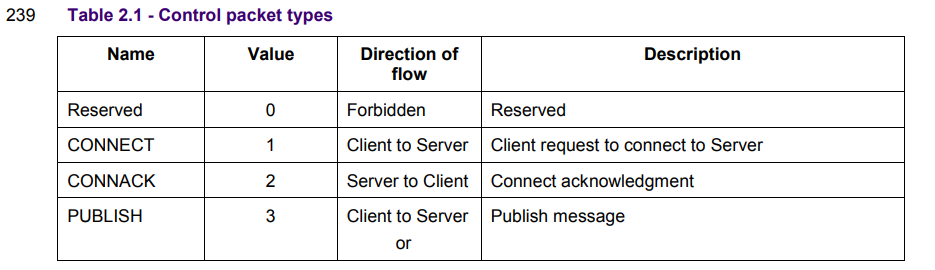 239 Table 2.1 - Control packet types
Name Value Direction of flow Description
Reserved 0 Forbidden Reserved
CONNECT 1 Client to Server Client request to connect to Server
CONNACK 2 Server to Client Connect acknowledgment
PUBLISH 3 Client to Server Publish message
or